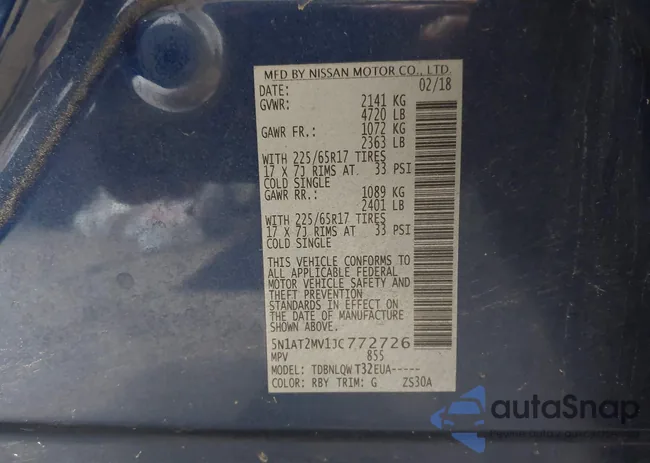 MFD BY NISSAN MOTOR CO., LTD.
DATE: 02/18
GVWR: 2141 KG
4720 LB
GAWR FR.: 1072 KG
2363 LB
WITH 225/65R17 TIRES
17 X 7J RIMS AT 33 PSI
COLD SINGLE
GAWR RR.: 1089 KG
2401 LB
WITH 225/65R17 TIRES
17 X 7J RIMS AT 33 PSI
COLD SINGLE
THIS VEHICLE CONFORMS TO
ALL APPLICABLE FEDERAL
MOTOR VEHICLE SAFETY AND
THEFT PREVENTION
STANDARDS IN EFFECT ON
THE DATE OF MANUFACTURE
SHOWN ABOVE.
5N1AT2MV1JC772726
MPV 855
MODEL: TDBNLQW T32EUA-----
COLOR: RBY TRIM: G ZS30A
autaSnap